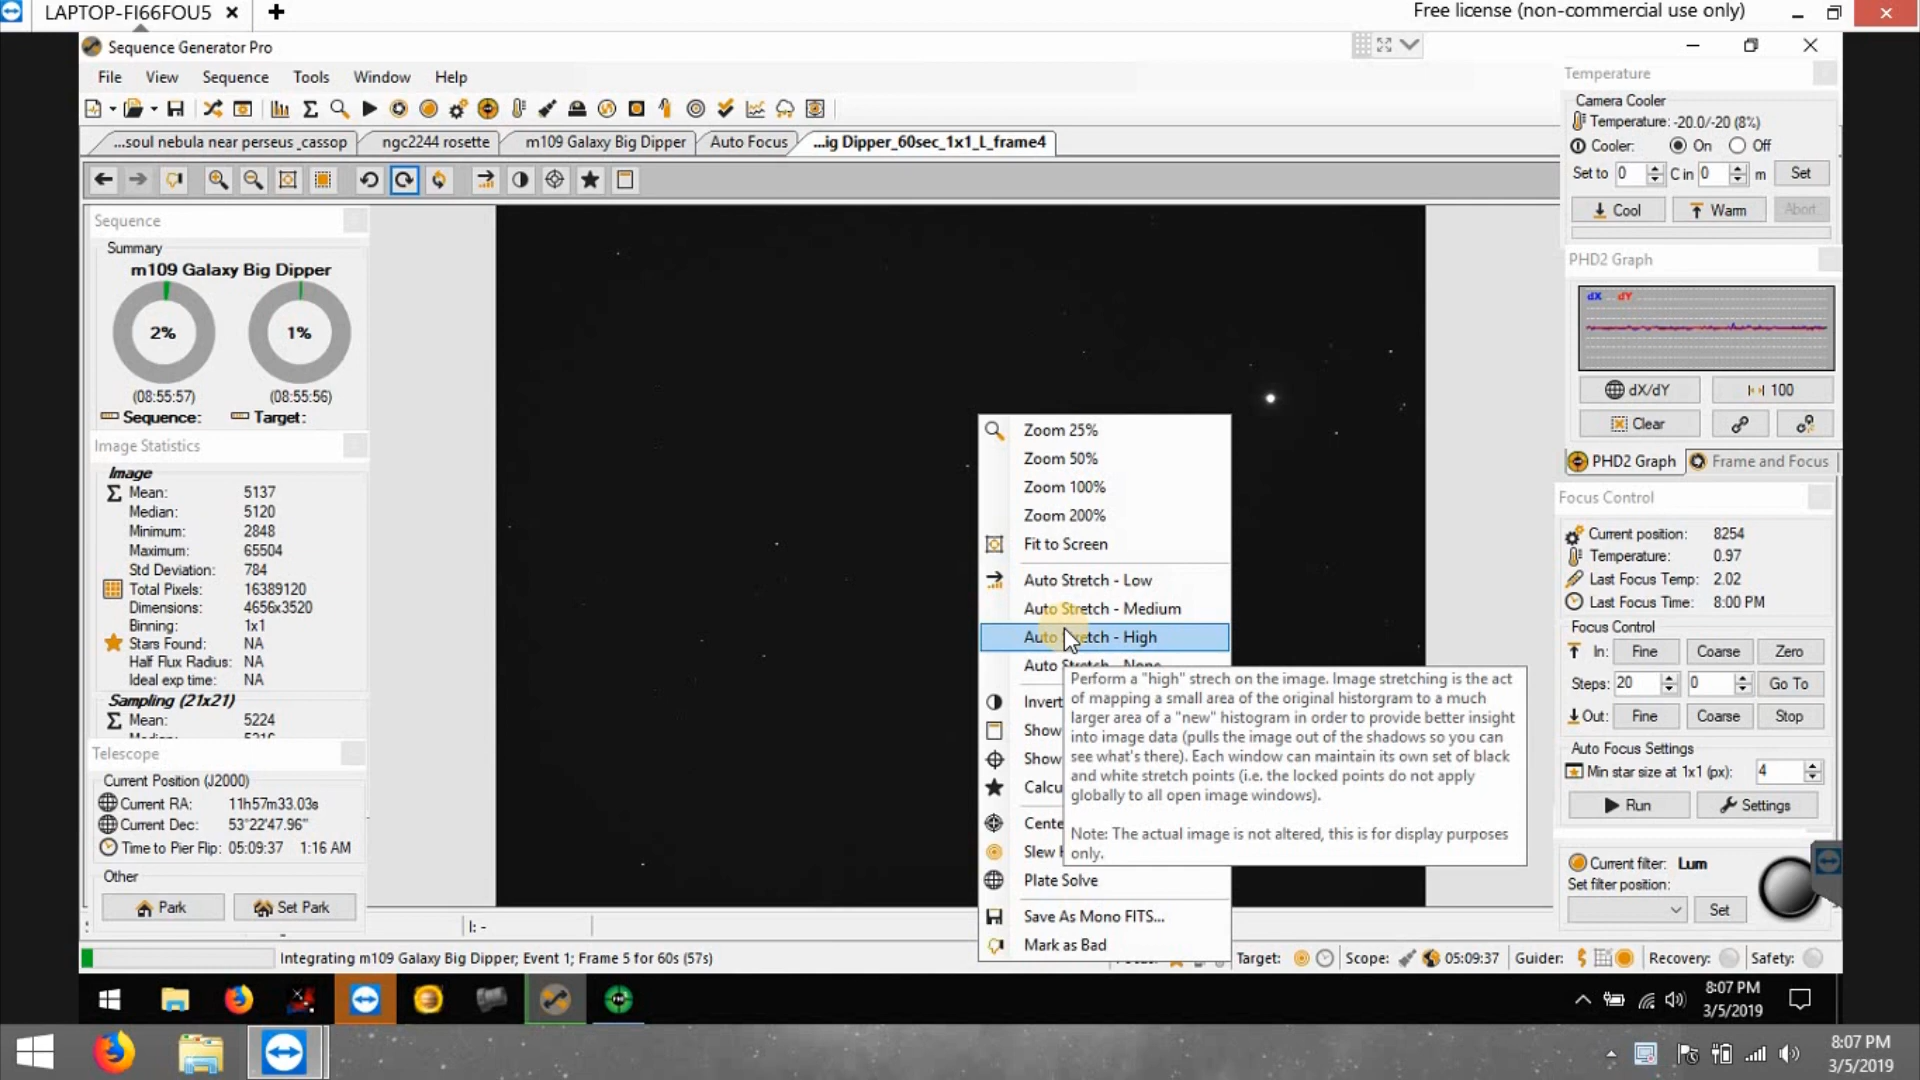 LAPTOP-FI66FOU5
Free license (non-commercial use only)
Sequence Generator Pro
File View Sequence Tools Window Help
...soul nebula near perseus _cassop
ngc2244 rosette
m109 Galaxy Big Dipper
Auto Focus
...ig Dipper_60sec_1x1_L_frame4
Sequence
Summary
m109 Galaxy Big Dipper
2%
1%
(08:55:57)
(08:55:56)
Sequence:
Target:
Image Statistics
Image
Mean: 5137
Median: 5120
Minimum: 2848
Maximum: 65504
Std Deviation: 784
Total Pixels: 16389120
Dimensions: 4656x3520
Binning: 1x1
Stars Found: NA
Half Flux Radius: NA
Ideal exp time: NA
Sampling (21x21)
Mean: 5224
Telescope
Current Position (J2000)
Current RA: 11h57m33.03s
Current Dec: 53°22'47.96"
Time to Pier Flip: 05:09:37 1:16 AM
Other
Park
Set Park
I: -
Zoom 25%
Zoom 50%
Zoom 100%
Zoom 200%
Fit to Screen
Auto Stretch - Low
Auto Stretch - Medium
Auto Stretch - High
Auto Stretch - None
Invert
Show
Show
Calcu
Cente
Slew H
Plate Solve
Save As Mono FITS...
Mark as Bad
Perform a "high" strech on the image. Image stretching is the act
of mapping a small area of the original historgram to a much
larger area of a "new" histogram in order to provide better insight
into image data (pulls the image out of the shadows so you can
see what's there). Each window can maintain its own set of black
and white stretch points (i.e. the locked points do not apply
globally to all open image windows).
Note: The actual image is not altered, this is for display purposes
only.
Temperature
Camera Cooler
Temperature: -20.0/-20 (8%)
Cooler: On Off
Set to 0 C in 0 m Set
Cool Warm Abort
PHD2 Graph
dX dY
dX/dY
100
Clear
PHD2 Graph
Frame and Focus
Focus Control
Current position: 8254
Temperature: 0.97
Last Focus Temp: 2.02
Last Focus Time: 8:00 PM
Focus Control
In: Fine Coarse Zero
Steps: 20 0 Go To
Out: Fine Coarse Stop
Auto Focus Settings
Min star size at 1x1 (px): 4
Run
Settings
Current filter: Lum
Set filter position:
Set
Integrating m109 Galaxy Big Dipper; Event 1; Frame 5 for 60s (57s)
Target:
Scope: 05:09:37
Guider:
Recovery:
Safety:
8:07 PM
3/5/2019
8:07 PM
3/5/2019